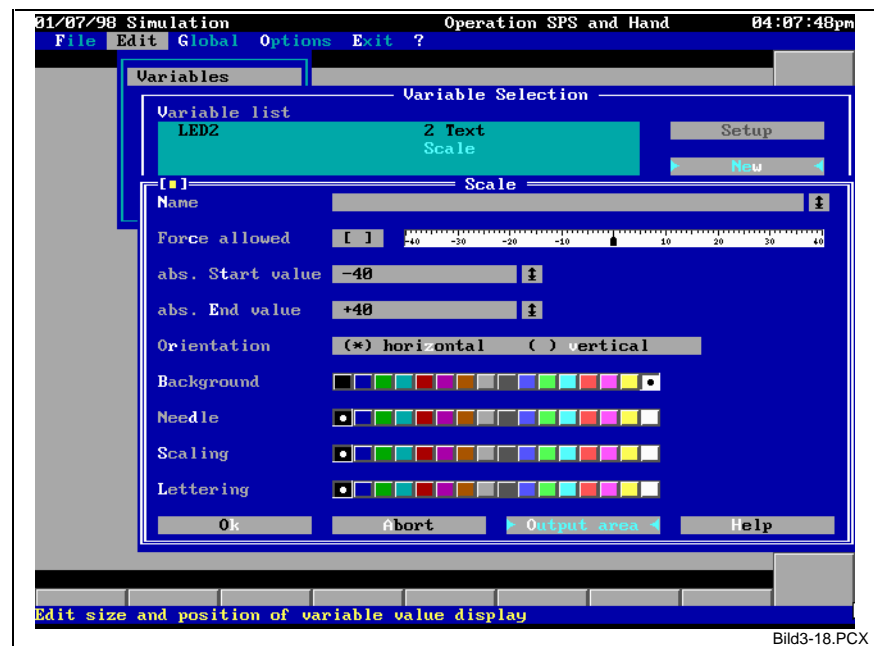 01/07/98 Simulation Operation SPS and Hand 04:07:48pm
File Edit Global Options Exit ?
Variables
Variable Selection
Variable list
LED2 2 Text Setup
Scale
New
Scale
Name
Force allowed [ ] -40 -30 -20 -10 10 20 30 40
abs. Start value -40
abs. End value +40
Orientation (*) horizontal ( ) vertical
Background
Needle
Scaling
Lettering
Ok Abort Output area Help
Edit size and position of variable value display
Bild3-18.PCX